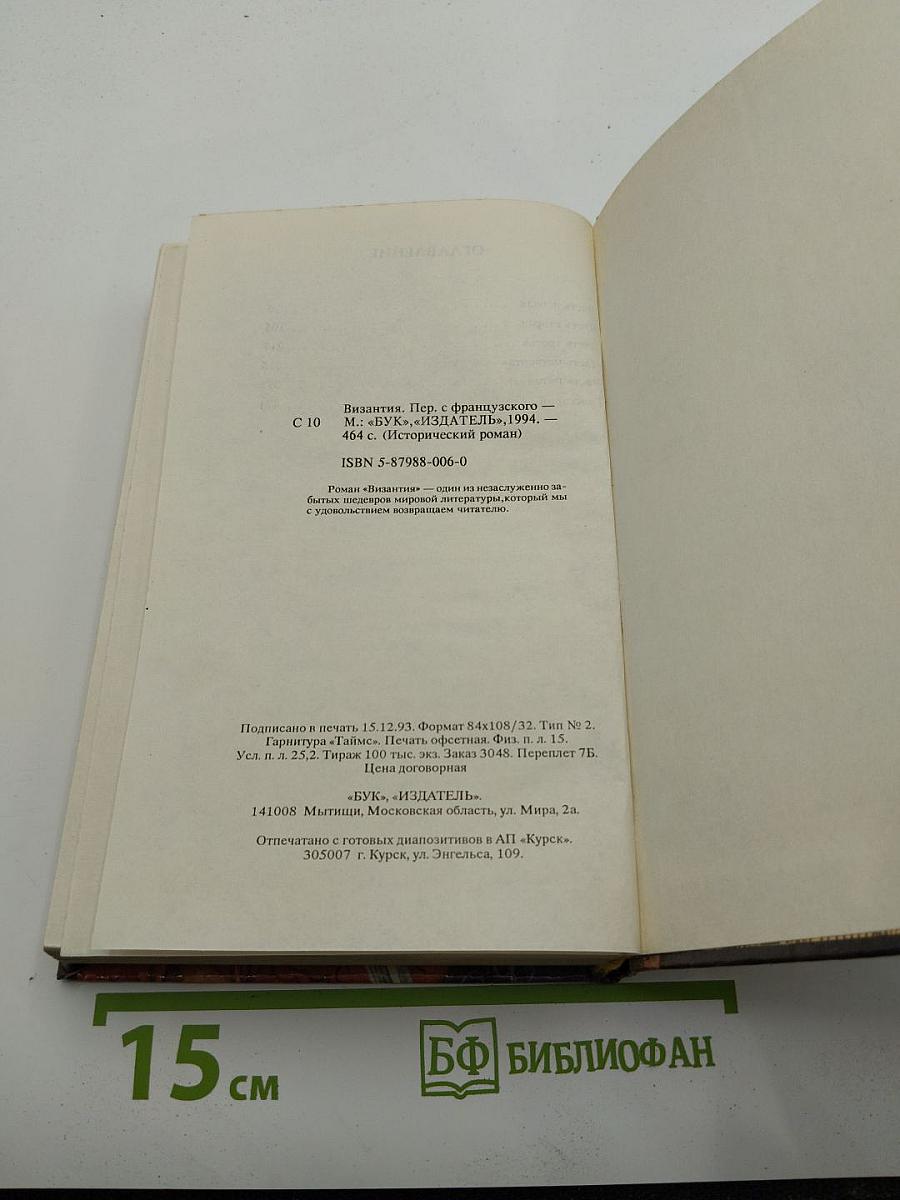 Византия. Пер. с французского —
С 10 М.: «БУК»,«ИЗДАТЕЛЬ»,1994. —
464 с. (Исторический роман)
ISBN 5-87988-006-0
Роман «Византия» — один из незаслуженно за-
бытых шедевров мировой литературы,который мы
с удовольствием возвращаем читателю.
Подписано в печать 15.12.93. Формат 84х108/32. Тип № 2.
Гарнитура «Таймс». Печать офсетная. Физ. п. л. 15.
Усл. п. л. 25,2. Тираж 100 тыс. экз. Заказ 3048. Переплет 7Б.
Цена договорная
«БУК», «ИЗДАТЕЛЬ».
141008 Мытищи, Московская область, ул. Мира, 2а.
Отпечатано с готовых диапозитивов в АП «Курск».
305007 г. Курск, ул. Энгельса, 109.
15 см
БФ БИБЛИОФАН